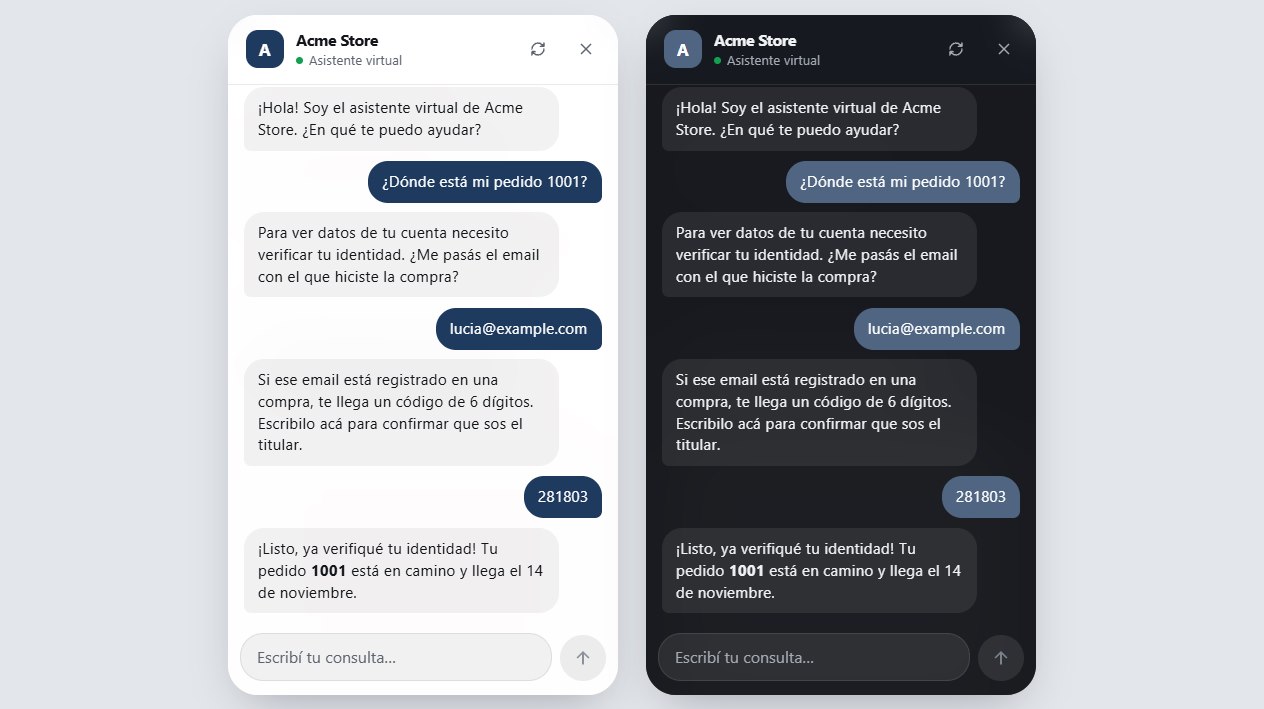 A
Acme Store
Asistente virtual
¡Hola! Soy el asistente virtual de Acme
Store. ¿En qué te puedo ayudar?
¿Dónde está mi pedido 1001?
Para ver datos de tu cuenta necesito
verificar tu identidad. ¿Me pasás el email
con el que hiciste la compra?
lucia@example.com
Si ese email está registrado en una
compra, te llega un código de 6 dígitos.
Escribilo acá para confirmar que sos el
titular.
281803
¡Listo, ya verifiqué tu identidad! Tu
pedido 1001 está en camino y llega el 14
de noviembre.
Escribí tu consulta...
A
Acme Store
Asistente virtual
¡Hola! Soy el asistente virtual de Acme
Store. ¿En qué te puedo ayudar?
¿Dónde está mi pedido 1001?
Para ver datos de tu cuenta necesito
verificar tu identidad. ¿Me pasás el email
con el que hiciste la compra?
lucia@example.com
Si ese email está registrado en una
compra, te llega un código de 6 dígitos.
Escribilo acá para confirmar que sos el
titular.
281803
¡Listo, ya verifiqué tu identidad! Tu
pedido 1001 está en camino y llega el 14
de noviembre.
Escribí tu consulta...